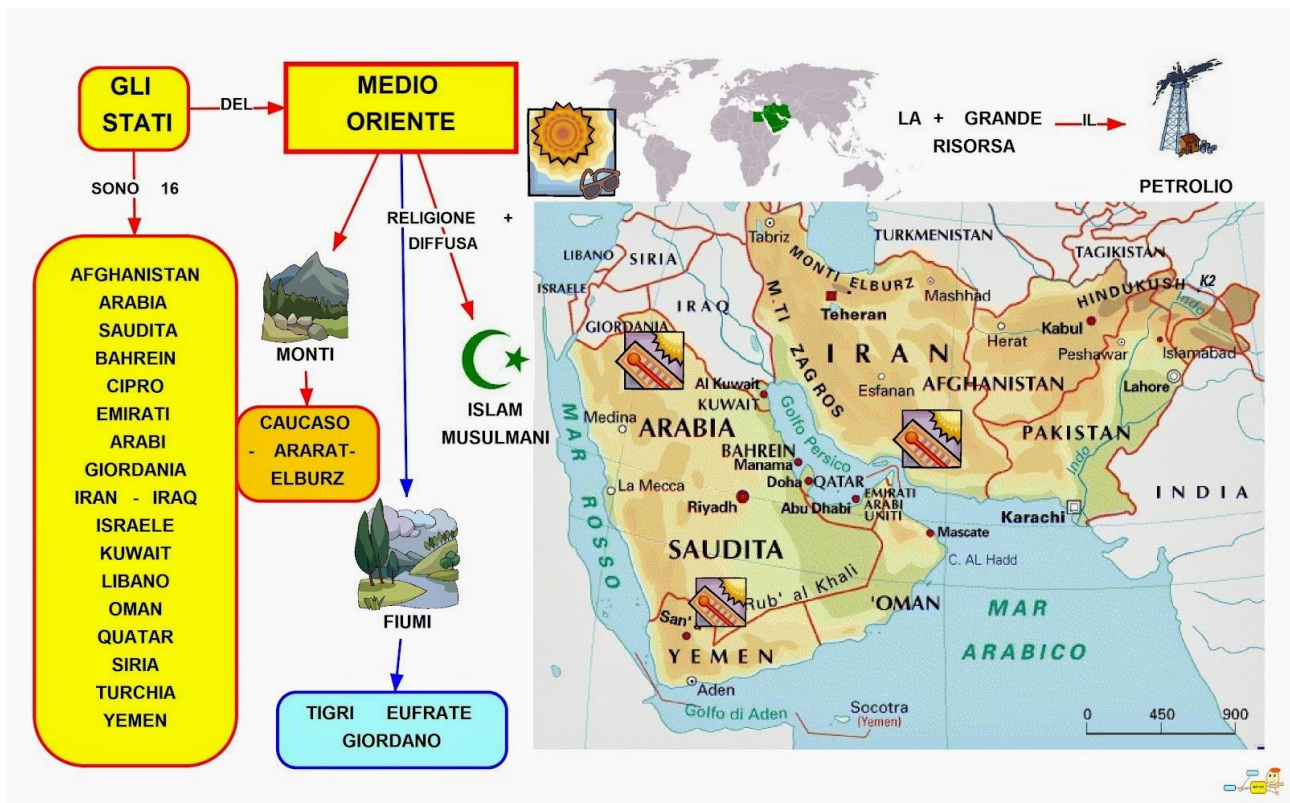 GLI
STATI
DEL
MEDIO
ORIENTE
SONO 16
AFGHANISTAN
ARABIA
SAUDITA
BAHREIN
CIPRO
EMIRATI
ARABI
GIORDANIA
IRAN - IRAQ
ISRAELE
KUWAIT
LIBANO
OMAN
QUATAR
SIRIA
TURCHIA
YEMEN
MONTI
CAUCASO
- ARARAT-
ELBURZ
FIUMI
TIGRI EUFRATE
GIORDANO
RELIGIONE +
DIFFUSA
ISLAM
MUSULMANI
LA + GRANDE
RISORSA
IL
PETROLIO
Tabriz
TURKMENISTAN
TAGIKISTAN
LIBANO
SIRIA
MONTI ELBURZ
Mashhad
HINDUKUSH
K2
ISRAELE
IRAQ
M.TI
ZAGROS
Teheran
Indo
GIORDANIA
Herat
Kabul
Peshawar
Islamabad
IRAN
Esfanan
AFGHANISTAN
Lahore
Al Kuwait
KUWAIT
Medina
ARABIA
Golfo Persico
PAKISTAN
Indo
BAHREIN
Manama
MAR ROSSO
La Mecca
Doha
QATAR
EMIRATI
ARABI
UNITI
INDIA
Riyadh
Abu Dhabi
Karachi
Mascate
SAUDITA
C. AL Hadd
Rub' al Khali
'OMAN
MAR
ARABICO
YEMEN
Aden
Golfo di Aden
Socotra
(Yemen)
0 450 900